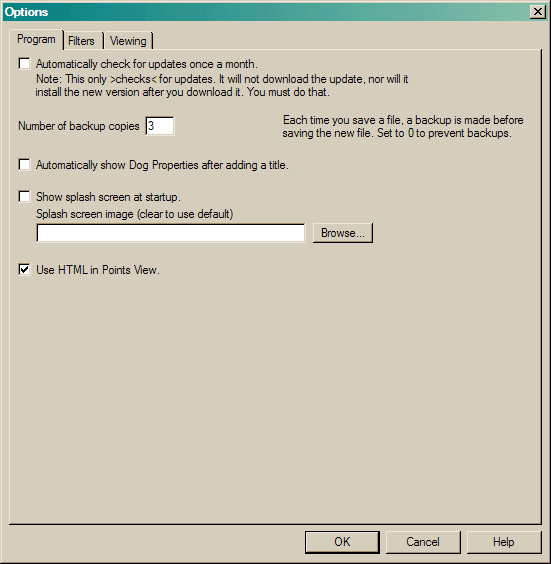 Options
Program Filters Viewing
Automatically check for updates once a month.
Note: This only >checks< for updates. It will not download the update, nor will it
install the new version after you download it. You must do that.
Number of backup copies 3 Each time you save a file, a backup is made before
saving the new file. Set to 0 to prevent backups.
Automatically show Dog Properties after adding a title.
Show splash screen at startup.
Splash screen image (clear to use default)
Browse...
Use HTML in Points View.
OK Cancel Help